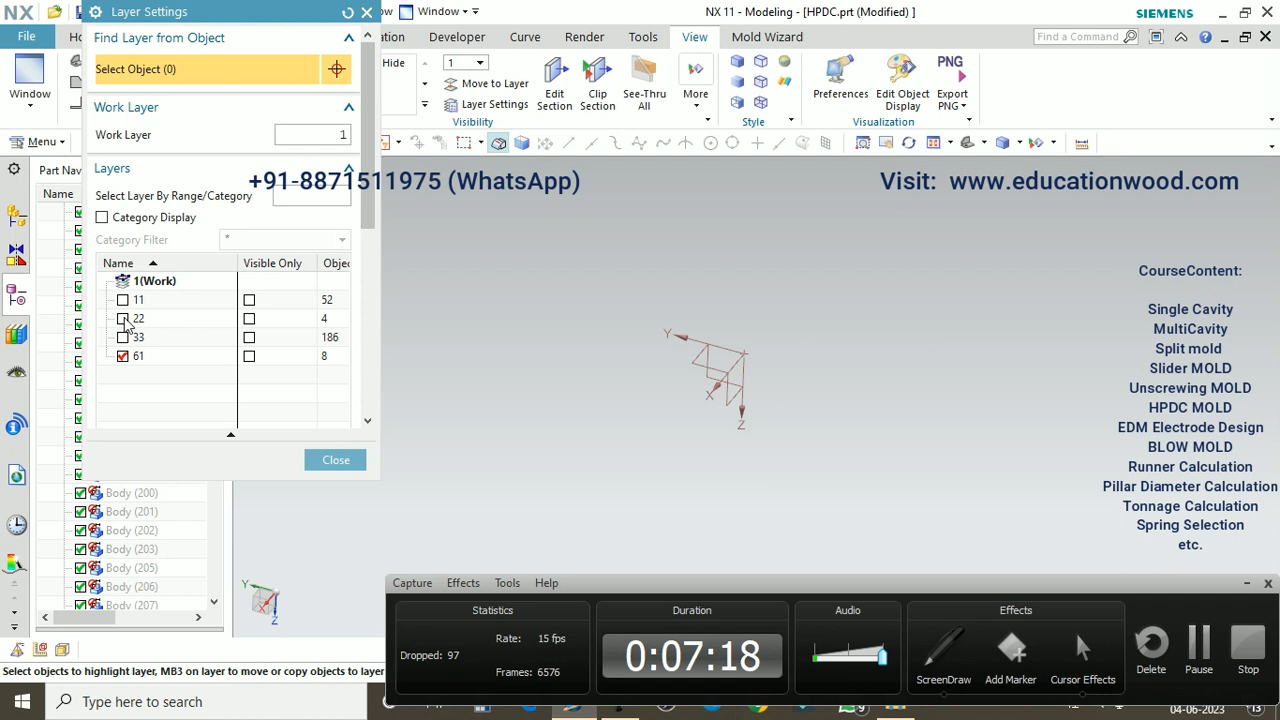 NX
Window
NX 11 - Modeling - [HPDC.prt (Modified) ]
SIEMENS
File
Developer
Curve
Render
Tools
View
Mold Wizard
Find a Command
Window
Hide
1
Move to Layer
Layer Settings
Visibility
Edit Section
Clip Section
See-Thru All
More
Style
Preferences
Edit Object Display
Export PNG
Visualization
Menu
Layer Settings
Find Layer from Object
Select Object (0)
Work Layer
Work Layer
1
Layers
Select Layer By Range/Category
Category Display
Category Filter
*
Name
Visible Only
Objec
1(Work)
11
52
22
4
33
186
61
8
Close
Part Nav
Name
Body (200)
Body (201)
Body (202)
Body (203)
Body (205)
Body (206)
Body (207)
+91-8871511975 (WhatsApp)
Visit: www.educationwood.com
CourseContent:
Single Cavity
MultiCavity
Split mold
Slider MOLD
Unscrewing MOLD
HPDC MOLD
EDM Electrode Design
BLOW MOLD
Runner Calculation
Pillar Diameter Calculation
Tonnage Calculation
Spring Selection
etc.
Y
X
Z
Y
X
Z
Select objects to highlight layer, MB3 on layer to move or copy objects to layer
Capture
Effects
Tools
Help
Statistics
Dropped: 97
Rate: 15 fps
Frames: 6576
Duration
0:07:18
Audio
Effects
ScreenDraw
Add Marker
Cursor Effects
Delete
Pause
Stop
Type here to search
04-06-2023